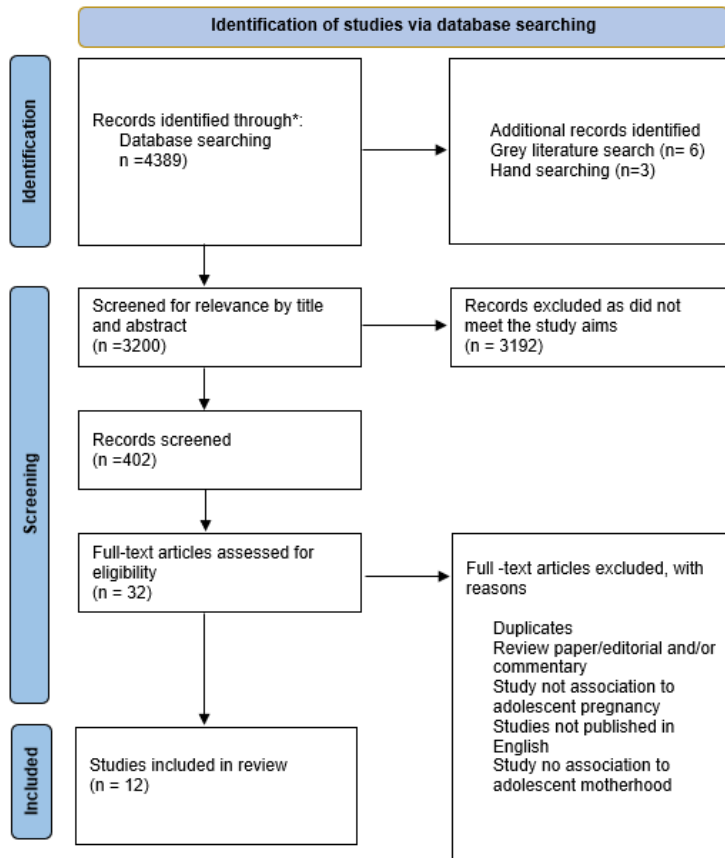 Identification of studies via database searching
Identification
Records identified through*:
Database searching
n =4389)
Additional records identified
Grey literature search (n= 6)
Hand searching (n=3)
Screening
Screened for relevance by title
and abstract
(n =3200)
Records excluded as did not
meet the study aims
(n = 3192)
Records screened
(n =402)
Full-text articles assessed for
eligibility
(n = 32)
Full -text articles excluded, with
reasons
Duplicates
Review paper/editorial and/or
commentary
Study not association to
adolescent pregnancy
Studies not published in
English
Study no association to
adolescent motherhood
Included
Studies included in review
(n = 12)